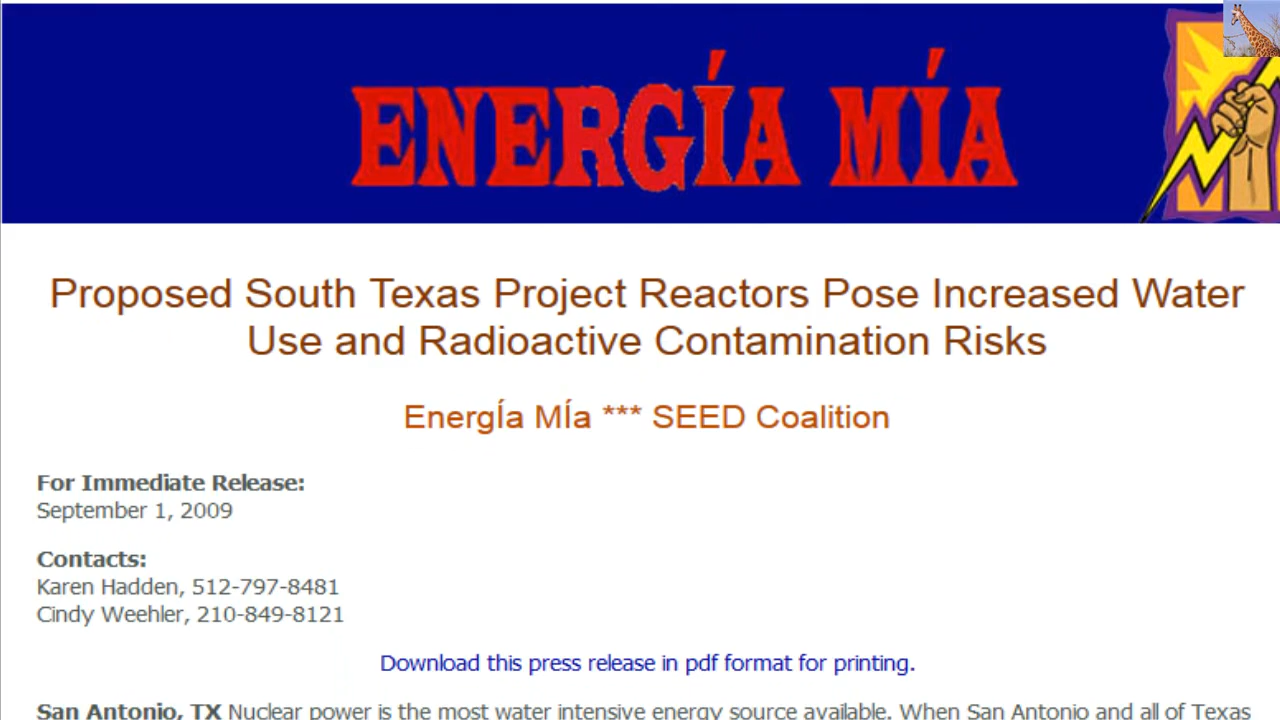 ENERGÍA MÍA
Proposed South Texas Project Reactors Pose Increased Water
Use and Radioactive Contamination Risks
EnergÍa MÍa *** SEED Coalition
For Immediate Release:
September 1, 2009
Contacts:
Karen Hadden, 512-797-8481
Cindy Weehler, 210-849-8121
Download this press release in pdf format for printing.
San Antonio, TX Nuclear power is the most water intensive energy source available. When San Antonio and all of Texas